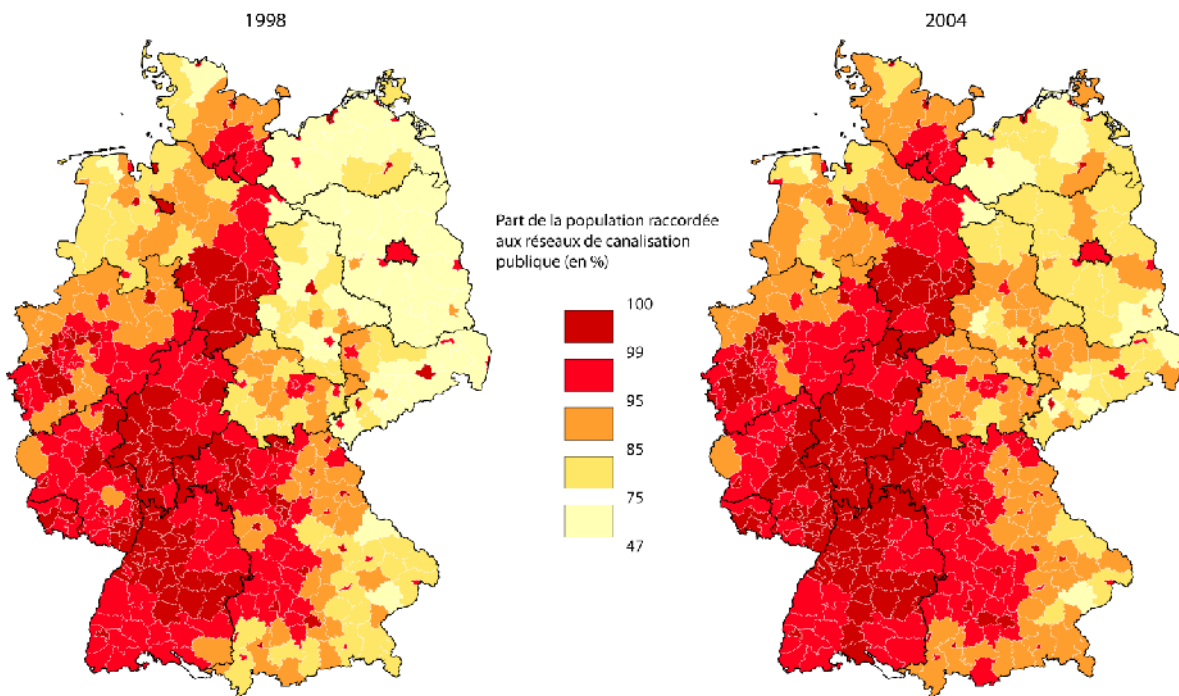 1998
2004
Part de la population raccordée
aux réseaux de canalisation
publique (en %)
100
99
95
85
75
47